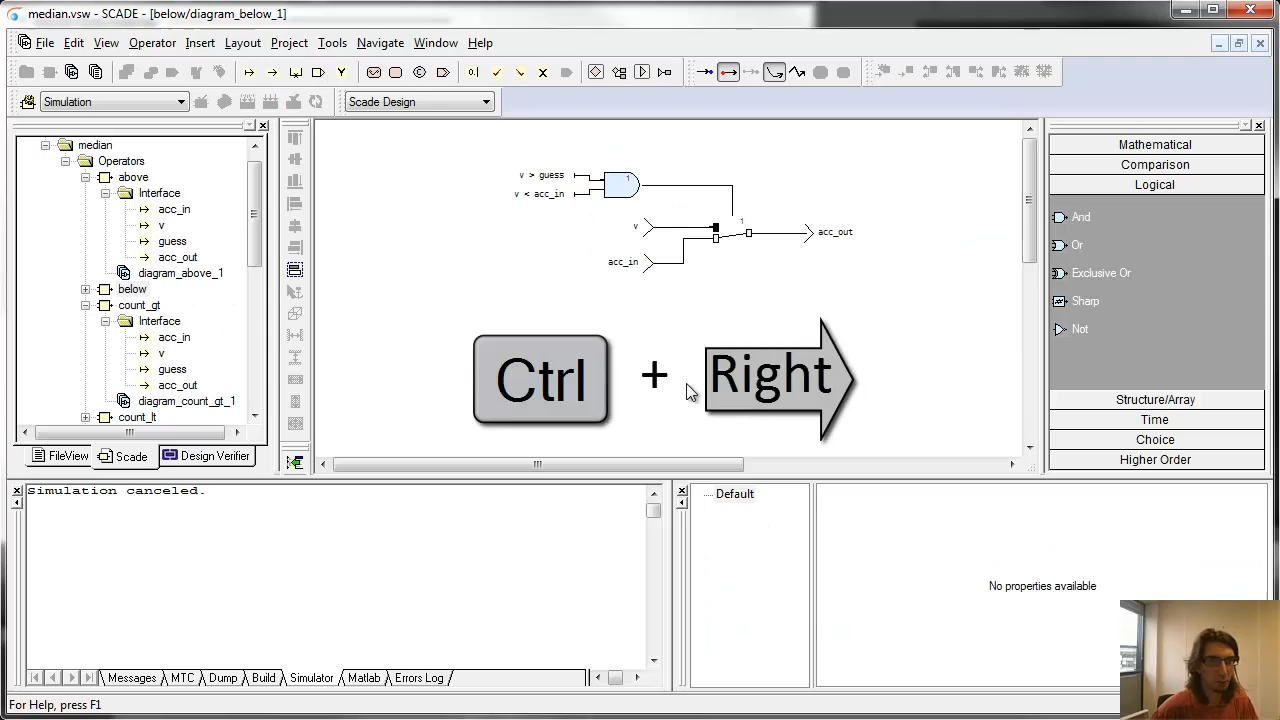 median.vsw - SCADE - [below/diagram_below_1]
File Edit View Operator Insert Layout Project Tools Navigate Window Help
Simulation
Scade Design
median
Operators
above
Interface
acc_in
v
guess
acc_out
diagram_above_1
below
count_gt
Interface
acc_in
v
guess
acc_out
diagram_count_gt_1
count_lt
FileView Scade Design Verifier
v > guess
v < acc_in
1
v
1
acc_out
acc_in
Ctrl + Right
Mathematical
Comparison
Logical
And
Or
Exclusive Or
Sharp
Not
Structure/Array
Time
Choice
Higher Order
Simulation canceled.
Messages MTC Dump Build Simulator Matlab ErrorsLog
Default
No properties available
For Help, press F1